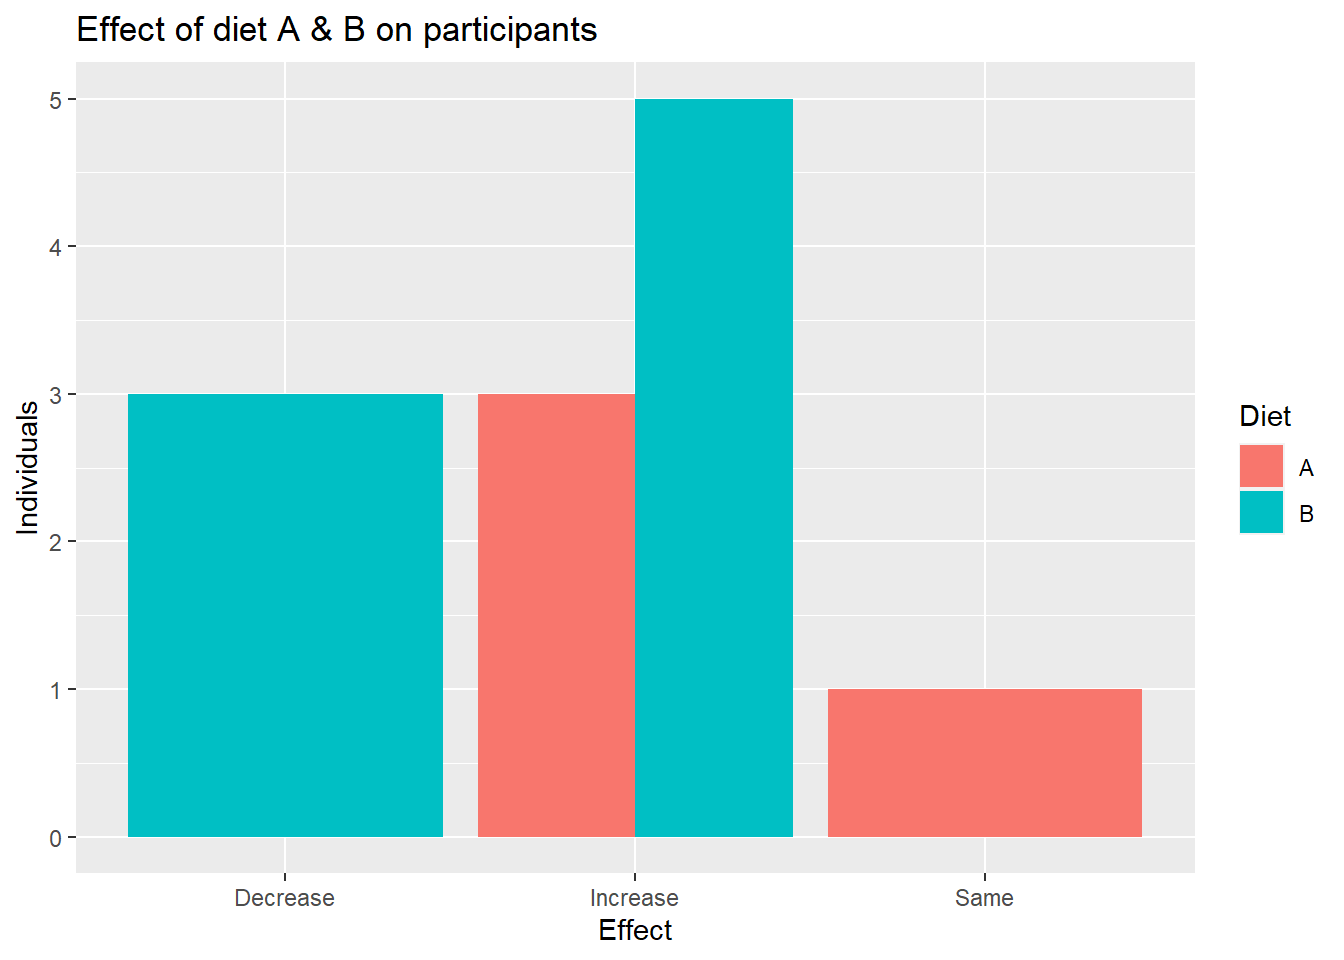 Effect of diet A & B on participants
5
4
3
2
1
0
Individuals
Decrease
Increase
Same
Effect
Diet
A
B